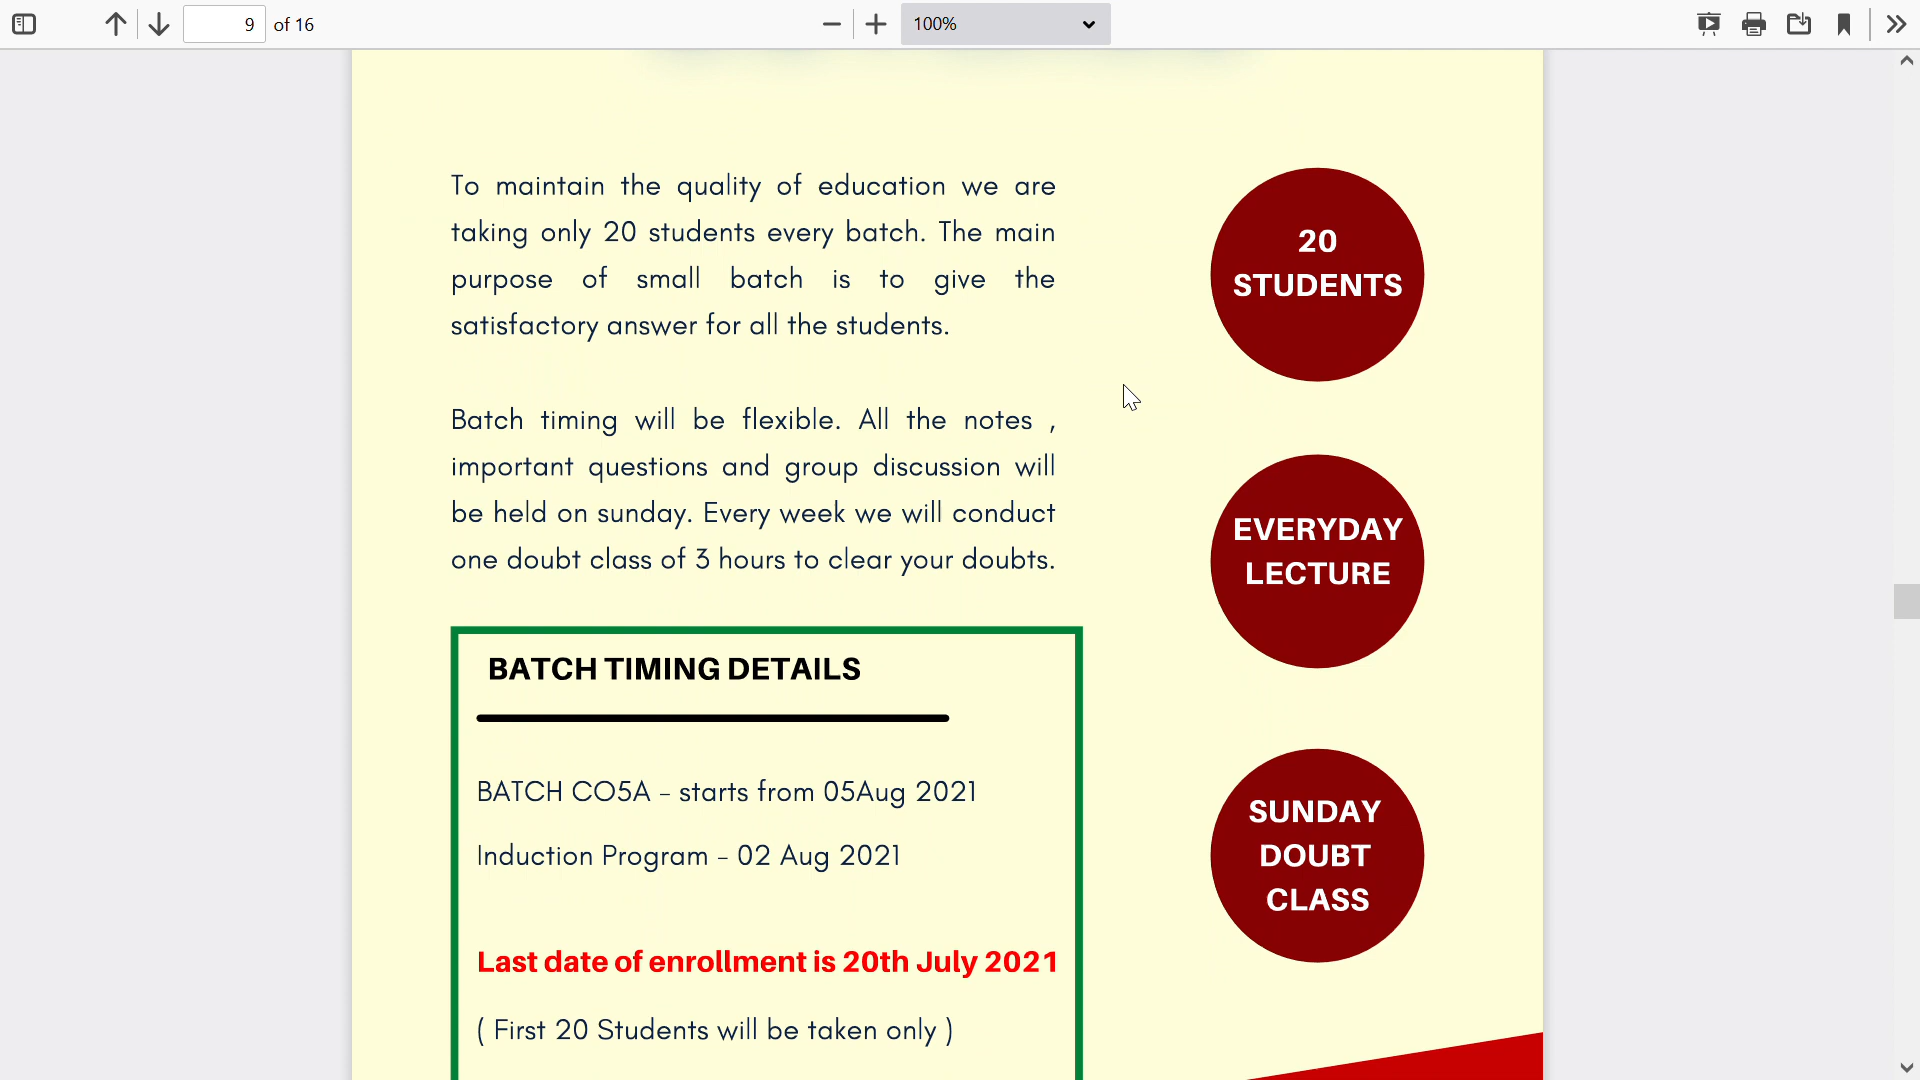 9 of 16
100%
To maintain the quality of education we are
taking only 20 students every batch. The main
purpose of small batch is to give the
satisfactory answer for all the students.
Batch timing will be flexible. All the notes ,
important questions and group discussion will
be held on sunday. Every week we will conduct
one doubt class of 3 hours to clear your doubts.
BATCH TIMING DETAILS
BATCH CO5A - starts from 05Aug 2021
Induction Program - 02 Aug 2021
Last date of enrollment is 20th July 2021
( First 20 Students will be taken only )
20
STUDENTS
EVERYDAY
LECTURE
SUNDAY
DOUBT
CLASS